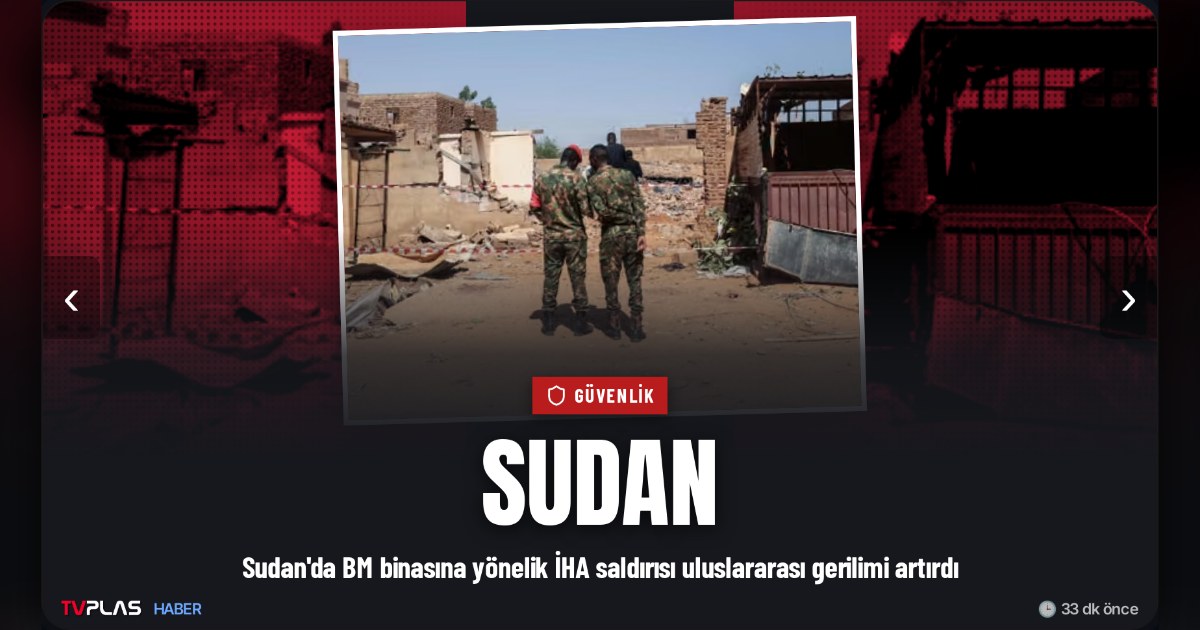 GÜVENLİK
SUDAN
Sudan'da BM binasına yönelik İHA saldırısı uluslararası gerilimi artırdı
TVPLAS HABER
33 dk önce